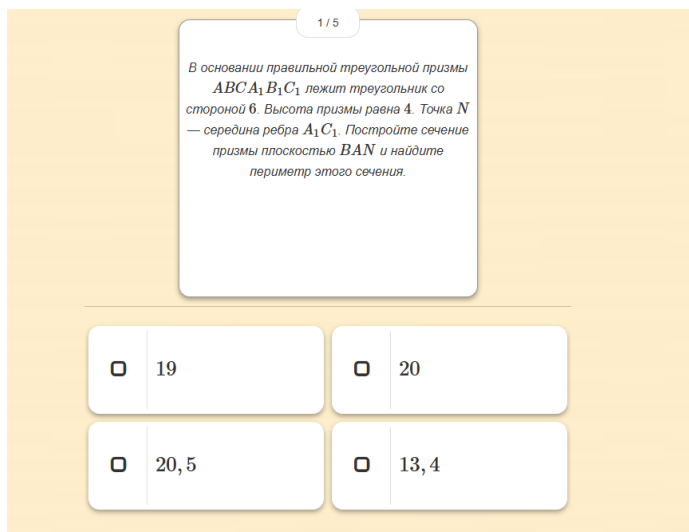 1 / 5
В основании правильной треугольной призмы
ABCA₁B₁C₁ лежит треугольник со
стороной 6. Высота призмы равна 4. Точка N
— середина ребра A₁C₁. Постройте сечение
призмы плоскостью BAN и найдите
периметр этого сечения.
19
20
20, 5
13, 4